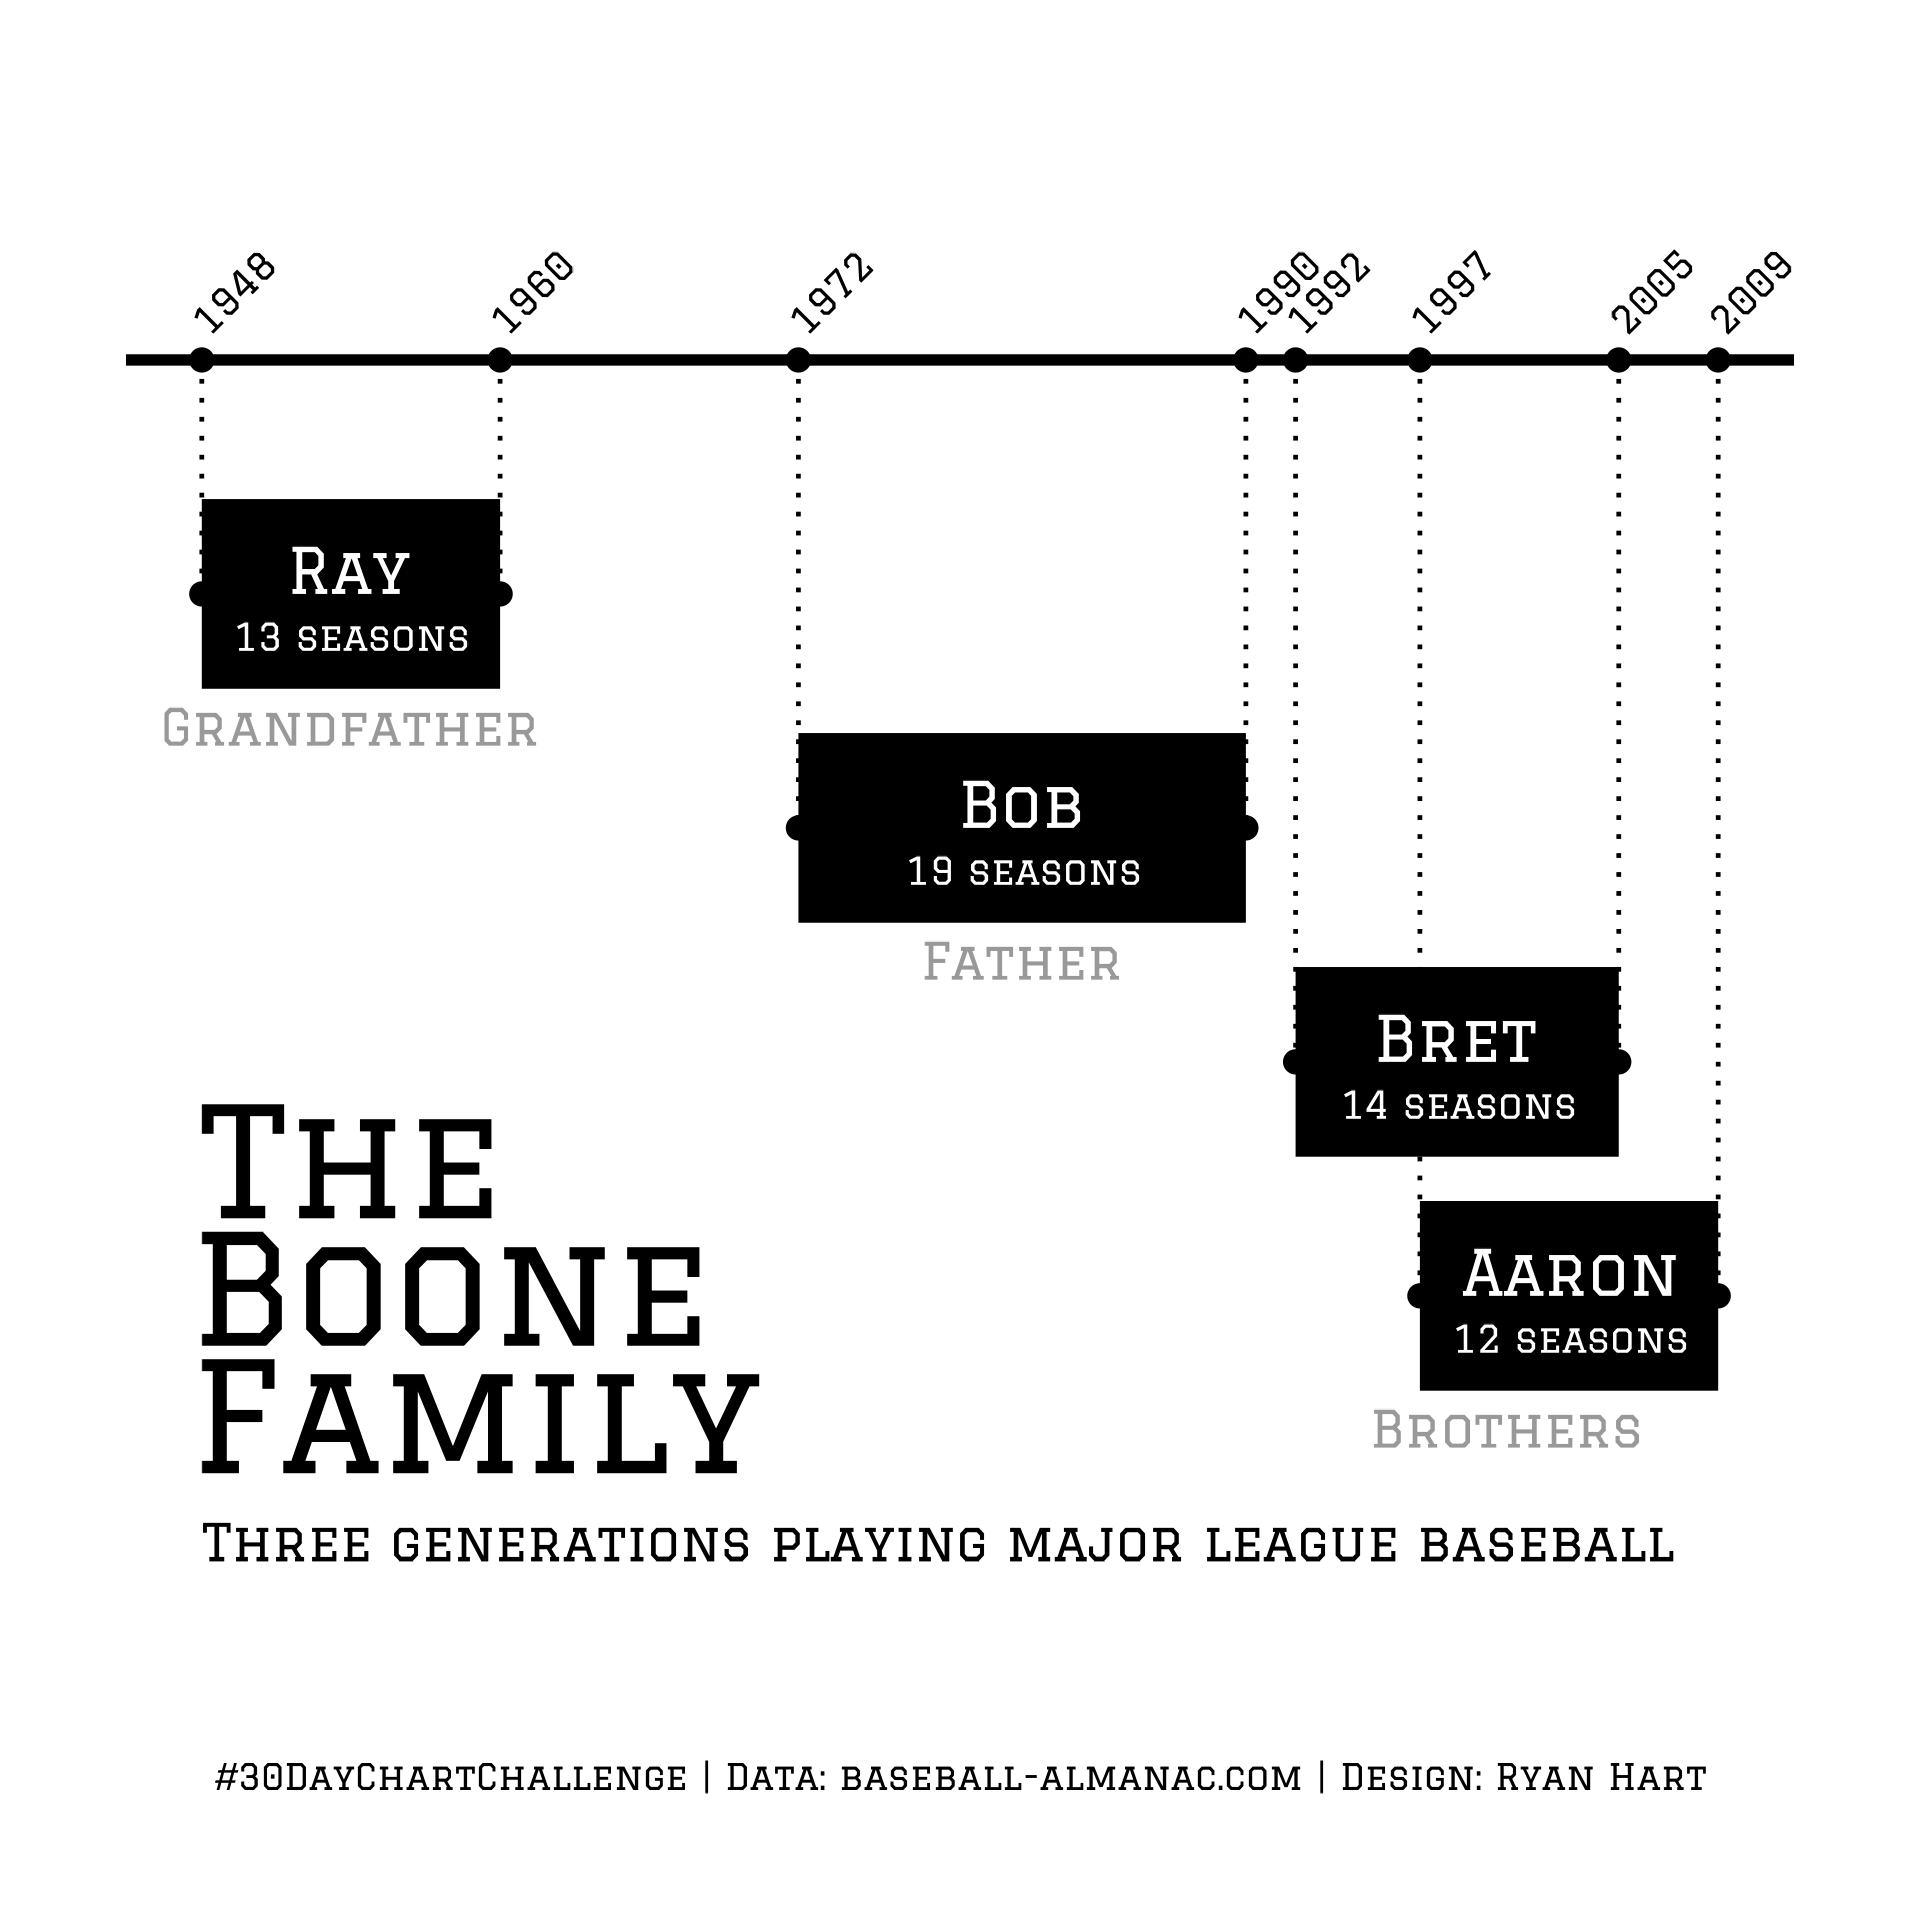 1948 1960 1972 1990 1992 1997 2005 2009
Ray
13 seasons
Grandfather
Bob
19 seasons
Father
Bret
14 seasons
Aaron
12 seasons
Brothers
The
Boone
Family
Three generations playing major league baseball
#30DayChartChallenge | Data: baseball-almanac.com | Design: Ryan Hart